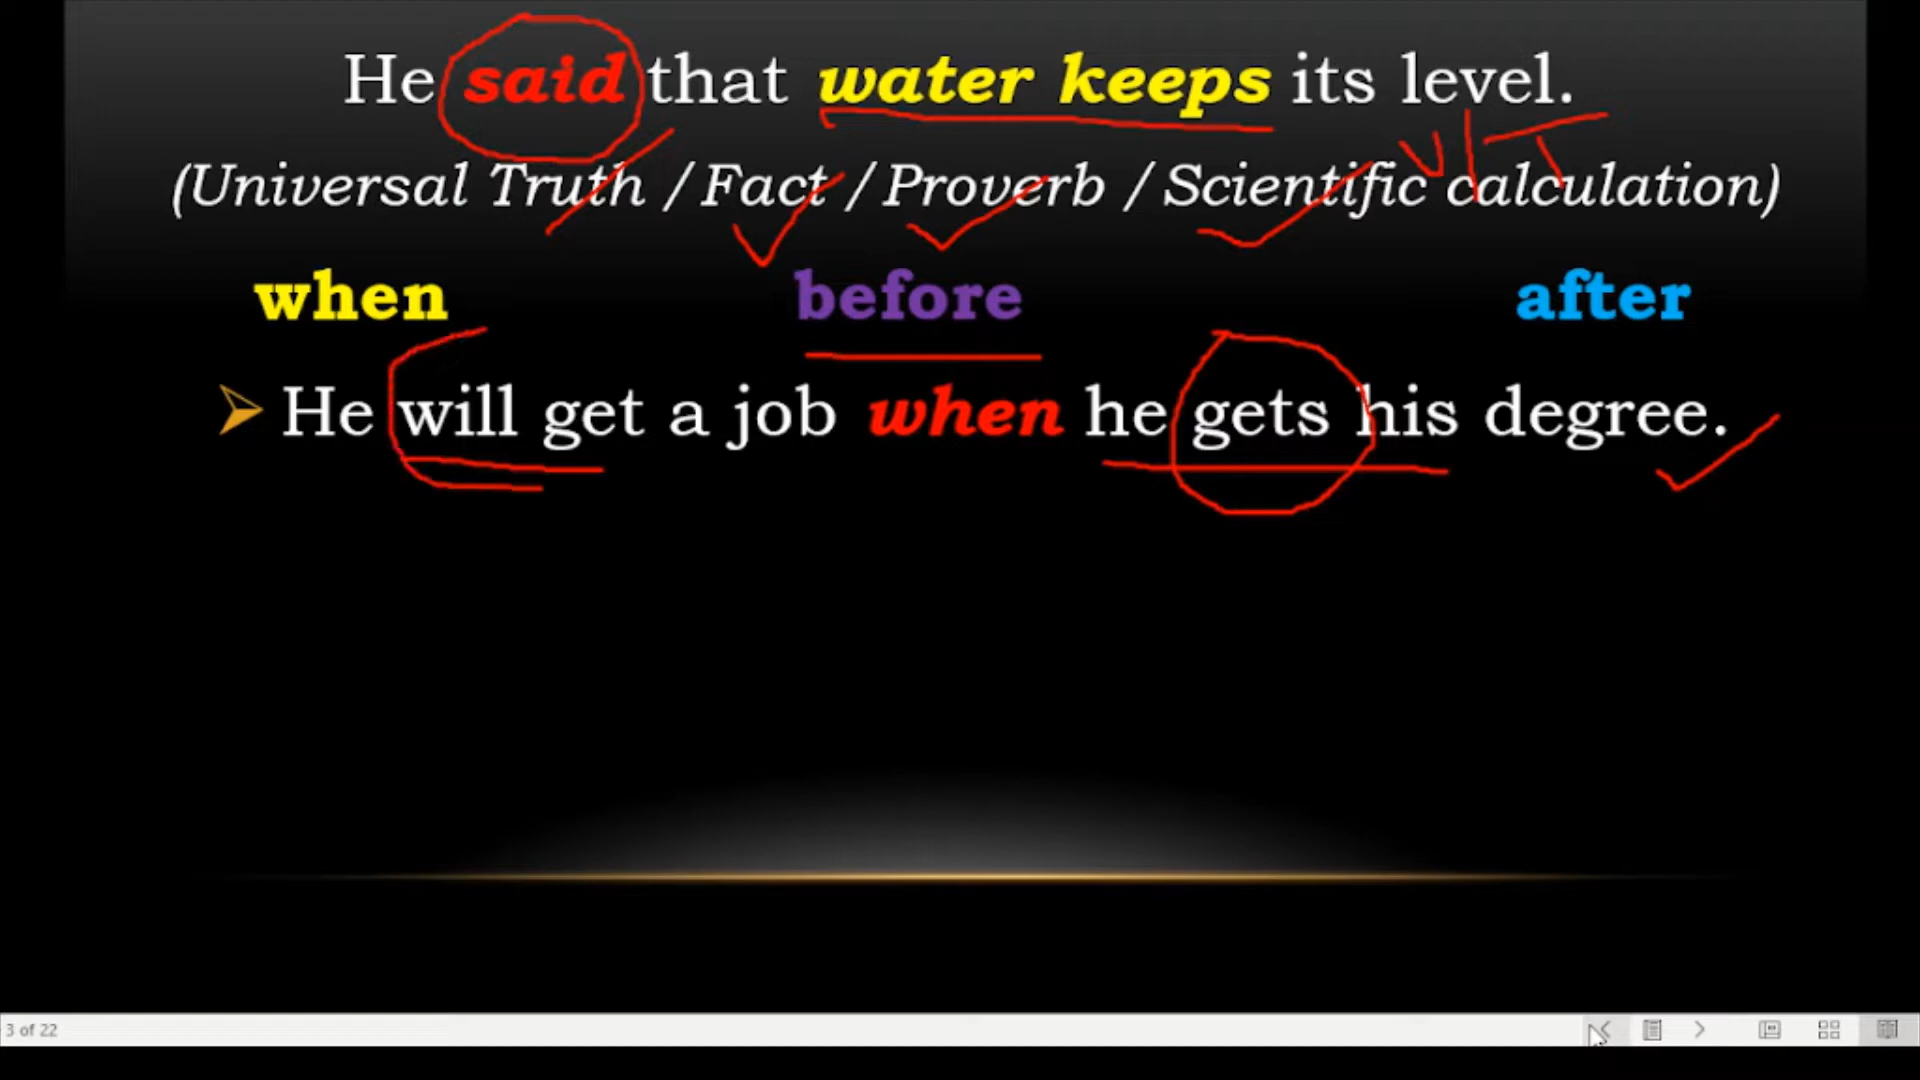 He said that water keeps its level.
U/T
(Universal Truth / Fact / Proverb / Scientific calculation)
when before after
He will get a job when he gets his degree.
3 of 22